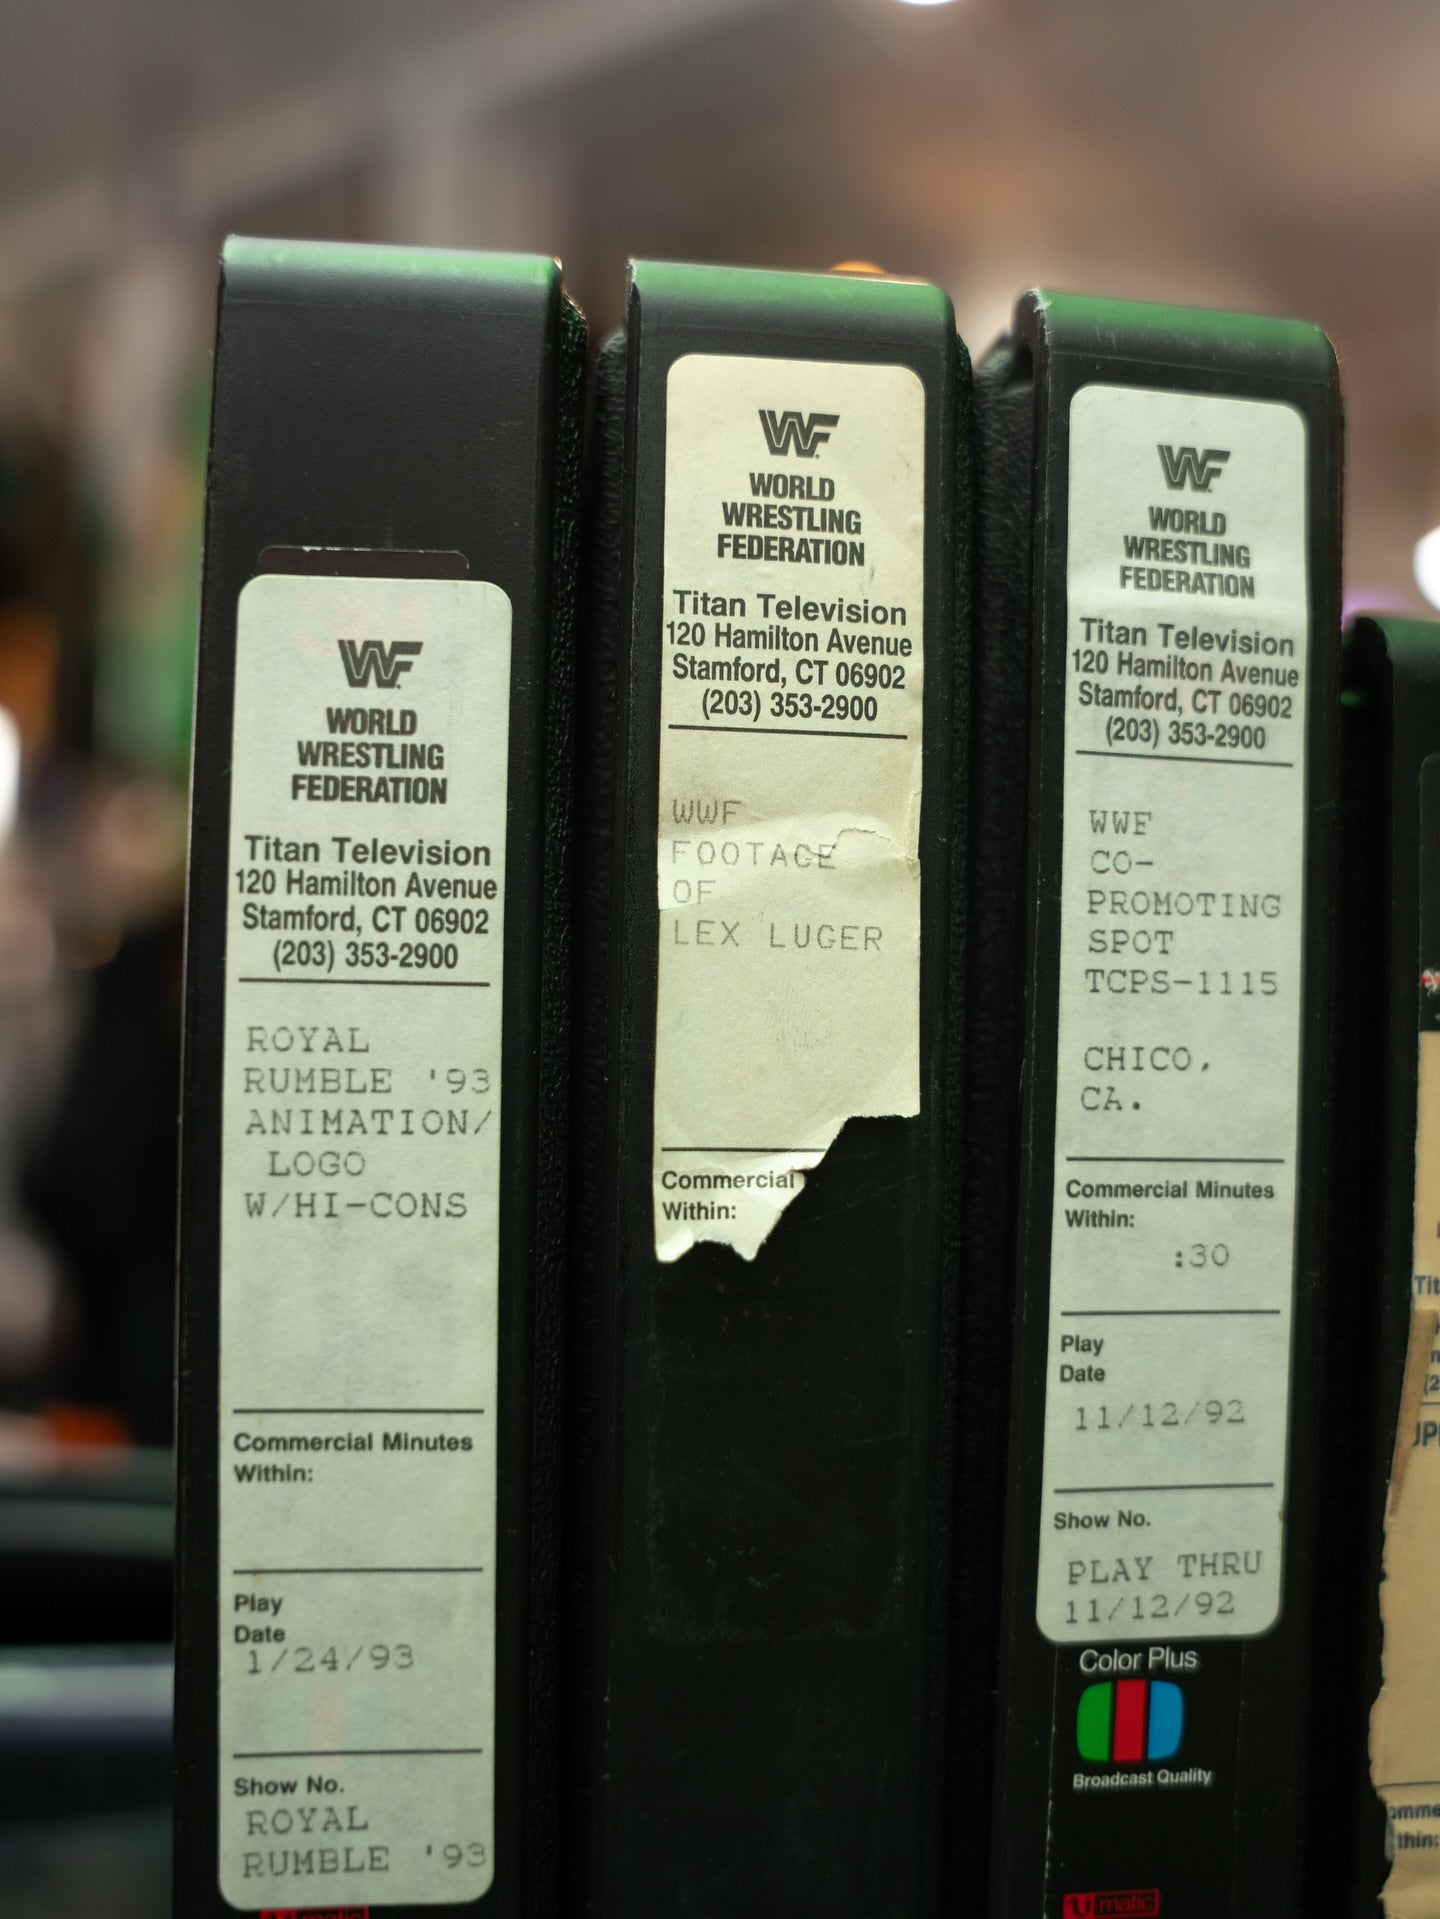 WF
WORLD
WRESTLING
FEDERATION
Titan Television
120 Hamilton Avenue
Stamford, CT 06902
(203) 353-2900
ROYAL
RUMBLE '93
ANIMATION/
LOGO
W/HI-CONS
Commercial Minutes
Within:
Play
Date
1/24/93
Show No.
ROYAL
RUMBLE '93
U-matic
WF
WORLD
WRESTLING
FEDERATION
Titan Television
120 Hamilton Avenue
Stamford, CT 06902
(203) 353-2900
WWF
FOOTAGE
OF
LEX LUGER
Commercial
Within:
WF
WORLD
WRESTLING
FEDERATION
Titan Television
120 Hamilton Avenue
Stamford, CT 06902
(203) 353-2900
WWF
CO-
PROMOTING
SPOT
TCPS-1115
CHICO,
CA.
Commercial Minutes
Within:
:30
Play
Date
11/12/92
Show No.
PLAY THRU
11/12/92
Color Plus
Broadcast Quality
U-matic
Tit
(2